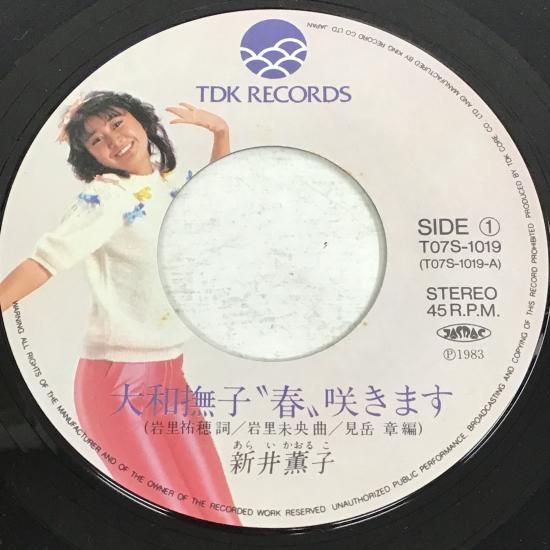 TDK RECORDS
SIDE ①
T07S-1019
(T07S-1019-A)
STEREO
45 R.P.M.
JASRAC
Ⓟ1983
大和撫子〝春〟咲きます
(岩里祐穂詞/岩里未央曲/見岳 章編)
あらいかおるこ
新井薫子
WARNING ALL RIGHTS OF THE MANUFACTURER AND OF THE OWNER OF THE RECORDED WORK RESERVED UNAUTHORIZED PUBLIC PERFORMANCE, BROADCASTING AND COPYING OF THIS RECORD PROHIBITED PRODUCED BY TDK CORE CO LTD AND MANUFACTURED BY KING RECORD CO LTD, JAPAN